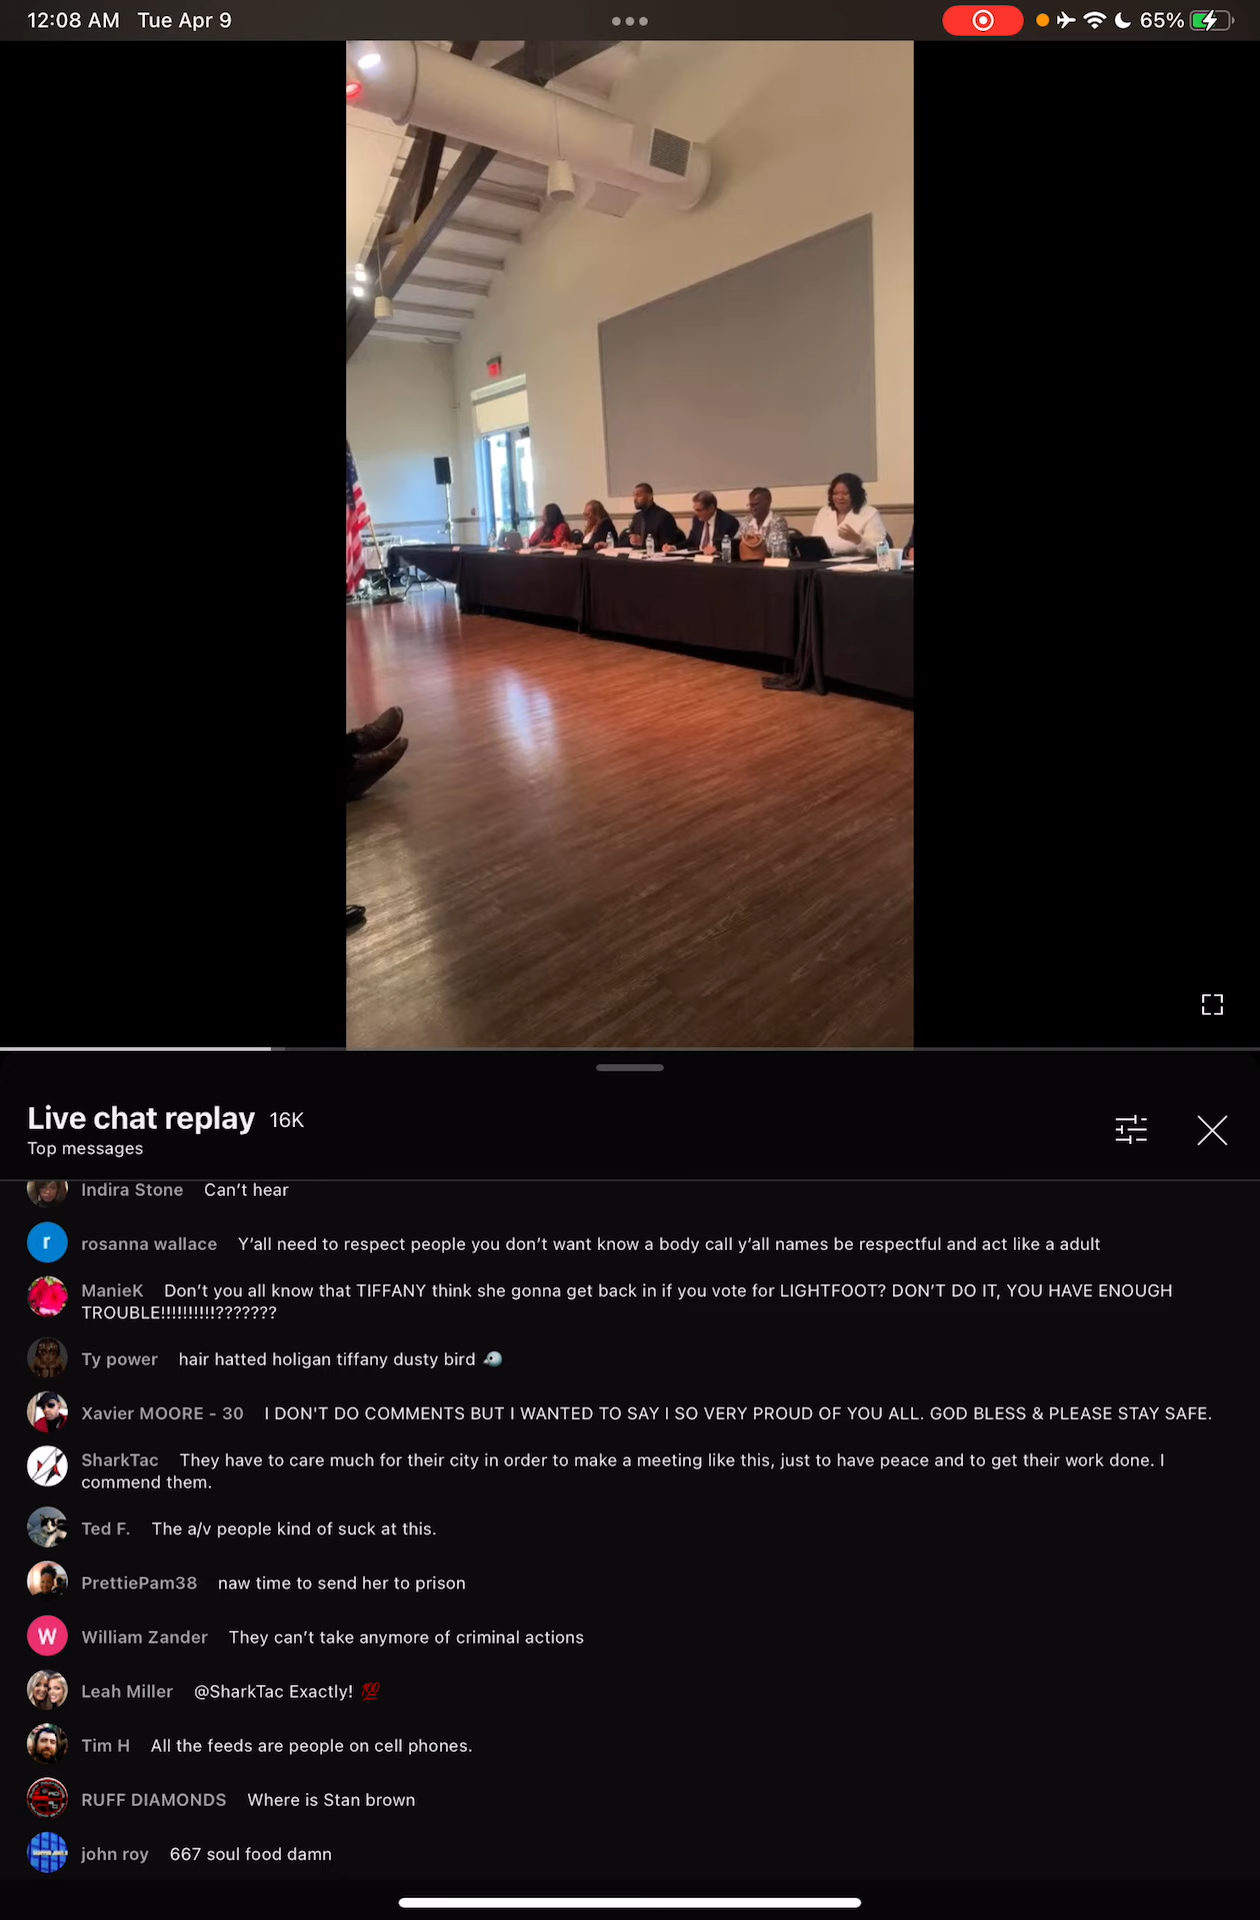 12:08 AM Tue Apr 9
65%
Live chat replay 16K
Top messages
Indira Stone Can't hear
r
rosanna wallace Y'all need to respect people you don't want know a body call y'all names be respectful and act like a adult
ManieK Don't you all know that TIFFANY think she gonna get back in if you vote for LIGHTFOOT? DON'T DO IT, YOU HAVE ENOUGH
TROUBLE!!!!!!!!!!???????
Ty power hair hatted holigan tiffany dusty bird
Xavier MOORE - 30 I DON'T DO COMMENTS BUT I WANTED TO SAY I SO VERY PROUD OF YOU ALL. GOD BLESS & PLEASE STAY SAFE.
SharkTac They have to care much for their city in order to make a meeting like this, just to have peace and to get their work done. I
commend them.
Ted F. The a/v people kind of suck at this.
PrettiePam38 naw time to send her to prison
W
William Zander They can't take anymore of criminal actions
Leah Miller @SharkTac Exactly! 💯
Tim H All the feeds are people on cell phones.
RUFF DIAMONDS Where is Stan brown
john roy 667 soul food damn